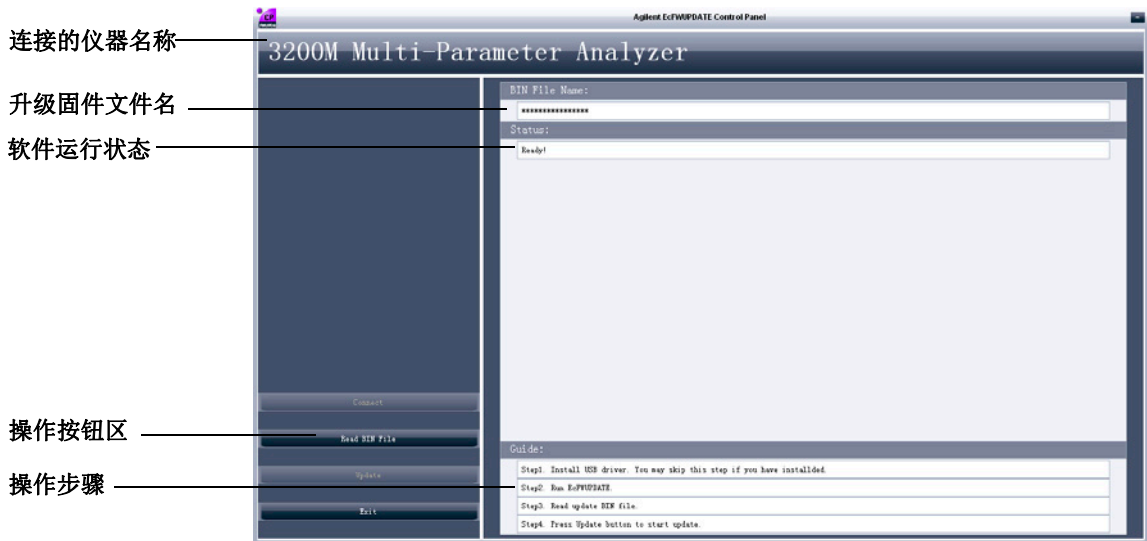 CP
Agilent EcFWUPDATE Control Panel
连接的仪器名称
3200M Multi-Parameter Analyzer
升级固件文件名
BIN File Name:
****************
软件运行状态
Status:
Ready!
Connect
操作按钮区
Read BIN File
Update
操作步骤
Exit
Guide:
Step1. Install USB driver. You may skip this step if you have installded.
Step2. Run EcFWUPDATE.
Step3. Read update BIN file.
Step4. Press Update button to start update.